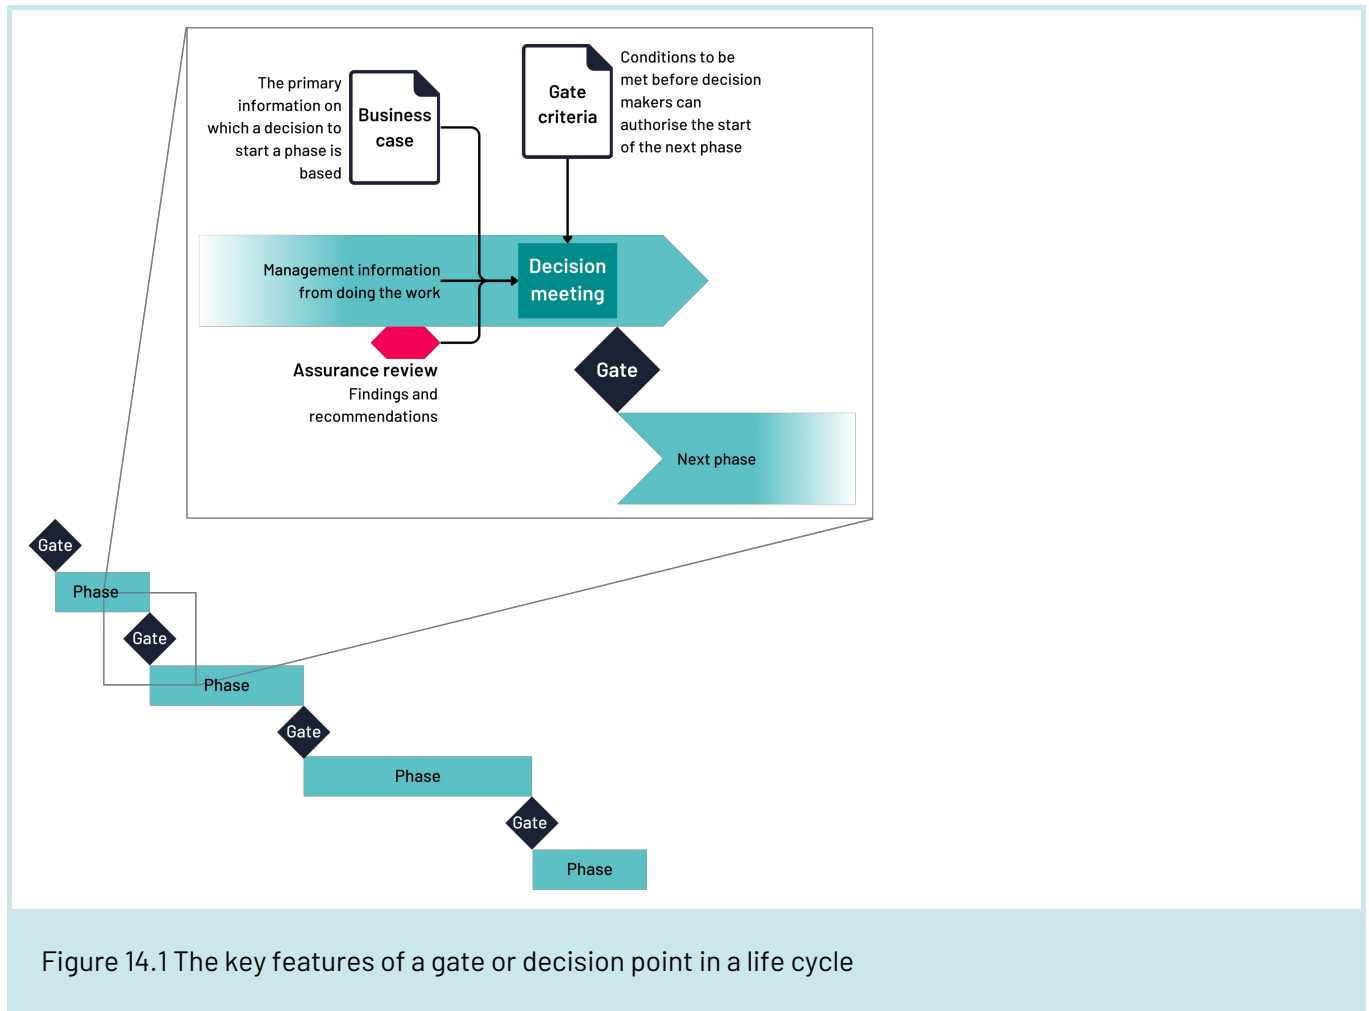 The primary
information on
which a decision to
start a phase is
based
Business
case
Gate
criteria
Conditions to be
met before decision
makers can
authorise the start
of the next phase
Management information
from doing the work
Decision
meeting
Assurance review
Findings and
recommendations
Gate
Next phase
Gate
Phase
Gate
Phase
Gate
Phase
Gate
Phase
Figure 14.1 The key features of a gate or decision point in a life cycle